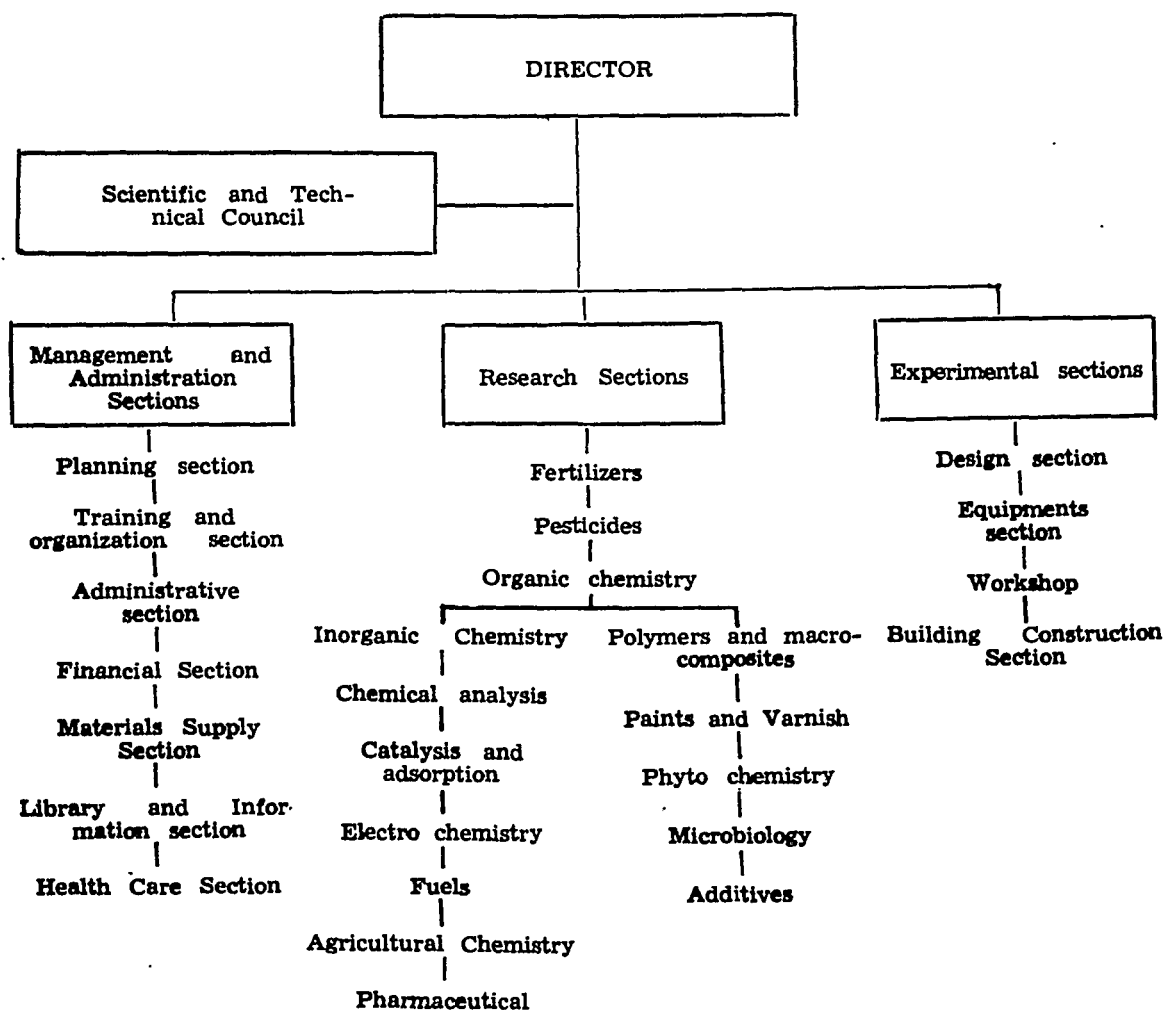 DIRECTOR
Scientific and Tech-
nical Council
Management and
Administration
Sections
Planning section
Training and
organization section
Administrative
section
Financial Section
Materials Supply
Section
Library and Infor-
mation section
Health Care Section
Research Sections
Fertilizers
Pesticides
Organic chemistry
Inorganic Chemistry
Chemical analysis
Catalysis and
adsorption
Electro chemistry
Fuels
Agricultural Chemistry
Pharmaceutical
Polymers and macro-
composites
Paints and Varnish
Phyto chemistry
Microbiology
Additives
Experimental sections
Design section
Equipments
section
Workshop
Building Construction
Section